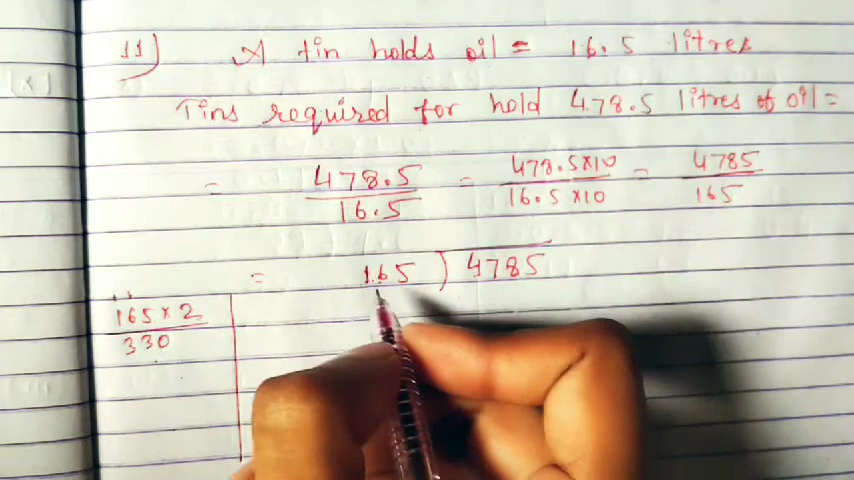 11) A tin holds oil = 16.5 litres
Tins required for hold 478.5 litres of oil =
= 478.5 / 16.5 = 478.5×10 / 16.5×10 = 4785 / 165
= 165 ) 4785
165 × 2
330